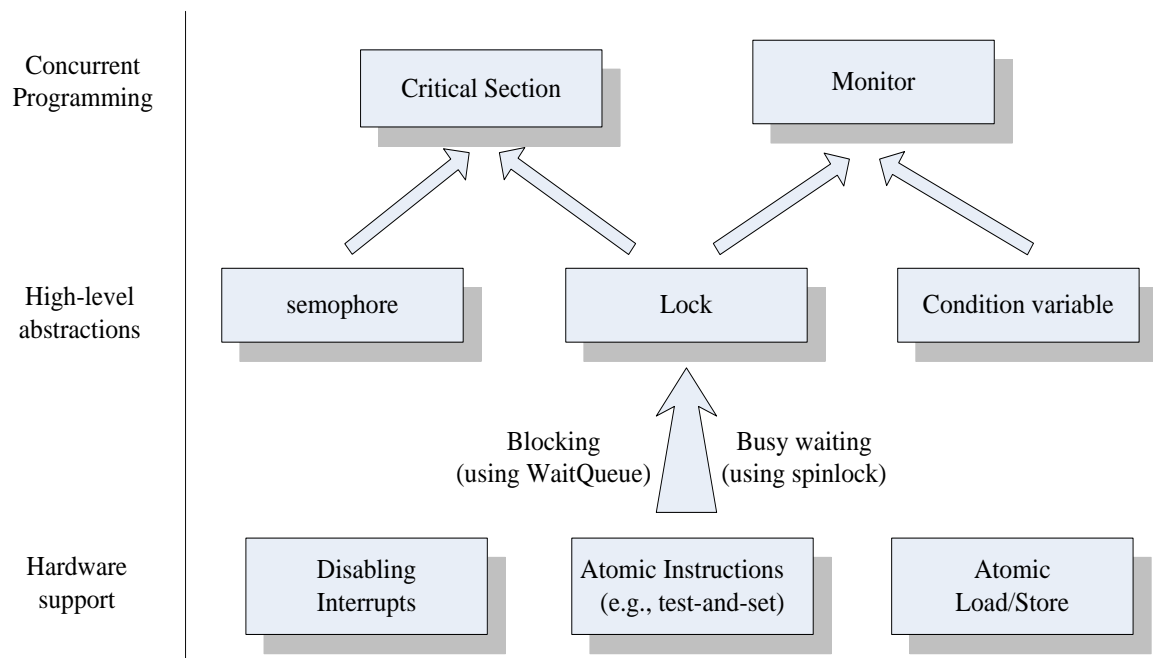 Concurrent
Programming
Critical Section
Monitor
High-level
abstractions
semophore
Lock
Condition variable
Blocking
(using WaitQueue)
Busy waiting
(using spinlock)
Hardware
support
Disabling
Interrupts
Atomic Instructions
(e.g., test-and-set)
Atomic
Load/Store